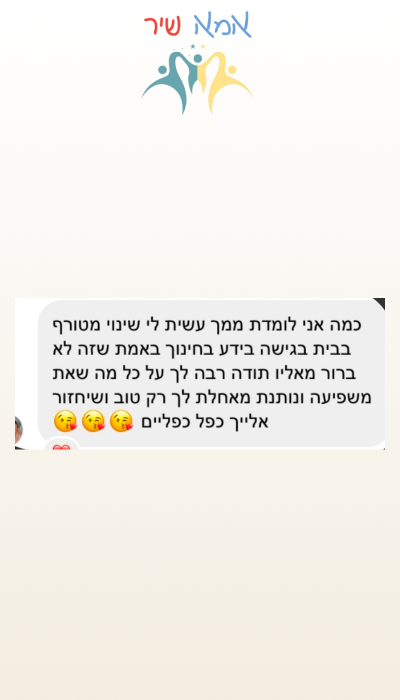 אמא שיר
כמה אני לומדת ממך עשית לי שינוי מטורף
בבית בגישה בידע בחינוך באמת שזה לא
ברור מאליו תודה רבה לך על כל מה שאת
משפיעה ונותנת מאחלת לך רק טוב ושיחזור
אלייך כפל כפליים 😘😘😘